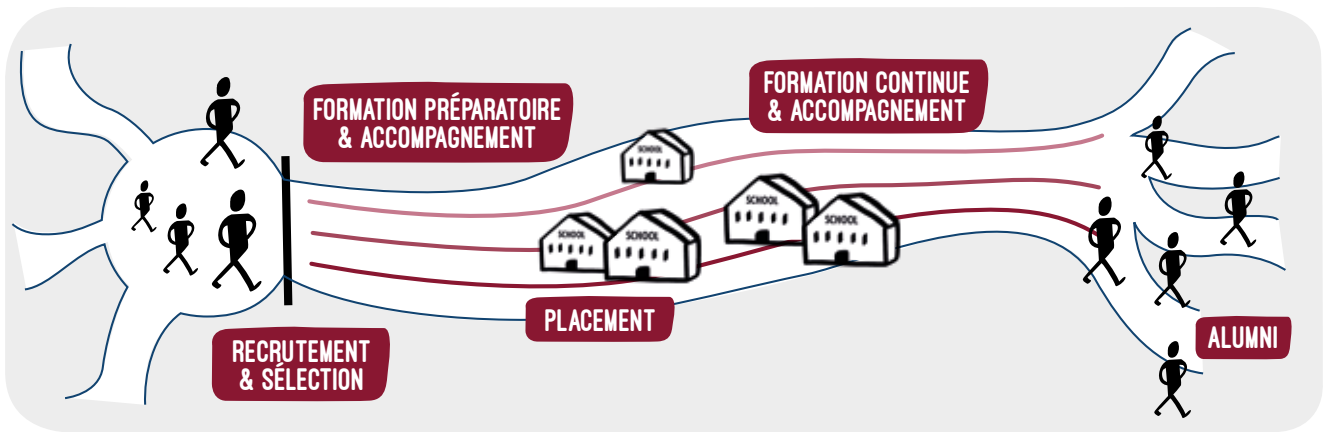 FORMATION PRÉPARATOIRE
& ACCOMPAGNEMENT
FORMATION CONTINUE
& ACCOMPAGNEMENT
SCHOOL
SCHOOL
SCHOOL
SCHOOL
SCHOOL
PLACEMENT
RECRUTEMENT
& SÉLECTION
ALUMNI